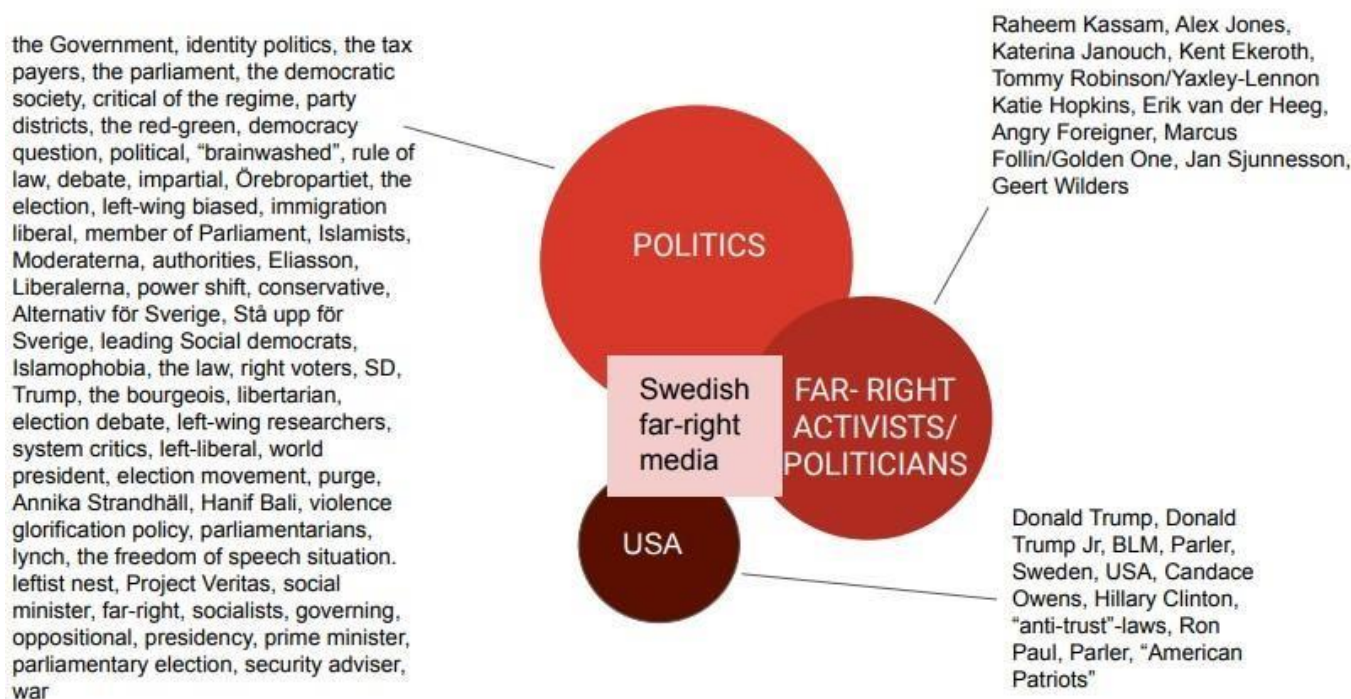 the Government, identity politics, the tax
payers, the parliament, the democratic
society, critical of the regime, party
districts, the red-green, democracy
question, political, “brainwashed”, rule of
law, debate, impartial, Örebropartiet, the
election, left-wing biased, immigration
liberal, member of Parliament, Islamists,
Moderaterna, authorities, Eliasson,
Liberalerna, power shift, conservative,
Alternativ för Sverige, Stå upp för
Sverige, leading Social democrats,
Islamophobia, the law, right voters, SD,
Trump, the bourgeois, libertarian,
election debate, left-wing researchers,
system critics, left-liberal, world
president, election movement, purge,
Annika Strandhäll, Hanif Bali, violence
glorification policy, parliamentarians,
lynch, the freedom of speech situation.
leftist nest, Project Veritas, social
minister, far-right, socialists, governing,
oppositional, presidency, prime minister,
parliamentary election, security adviser,
war
POLITICS
Raheem Kassam, Alex Jones,
Katerina Janouch, Kent Ekeroth,
Tommy Robinson/Yaxley-Lennon
Katie Hopkins, Erik van der Heeg,
Angry Foreigner, Marcus
Follin/Golden One, Jan Sjunnesson,
Geert Wilders
Swedish
far-right
media
FAR- RIGHT
ACTIVISTS/
POLITICIANS
USA
Donald Trump, Donald
Trump Jr, BLM, Parler,
Sweden, USA, Candace
Owens, Hillary Clinton,
“anti-trust”-laws, Ron
Paul, Parler, “American
Patriots”